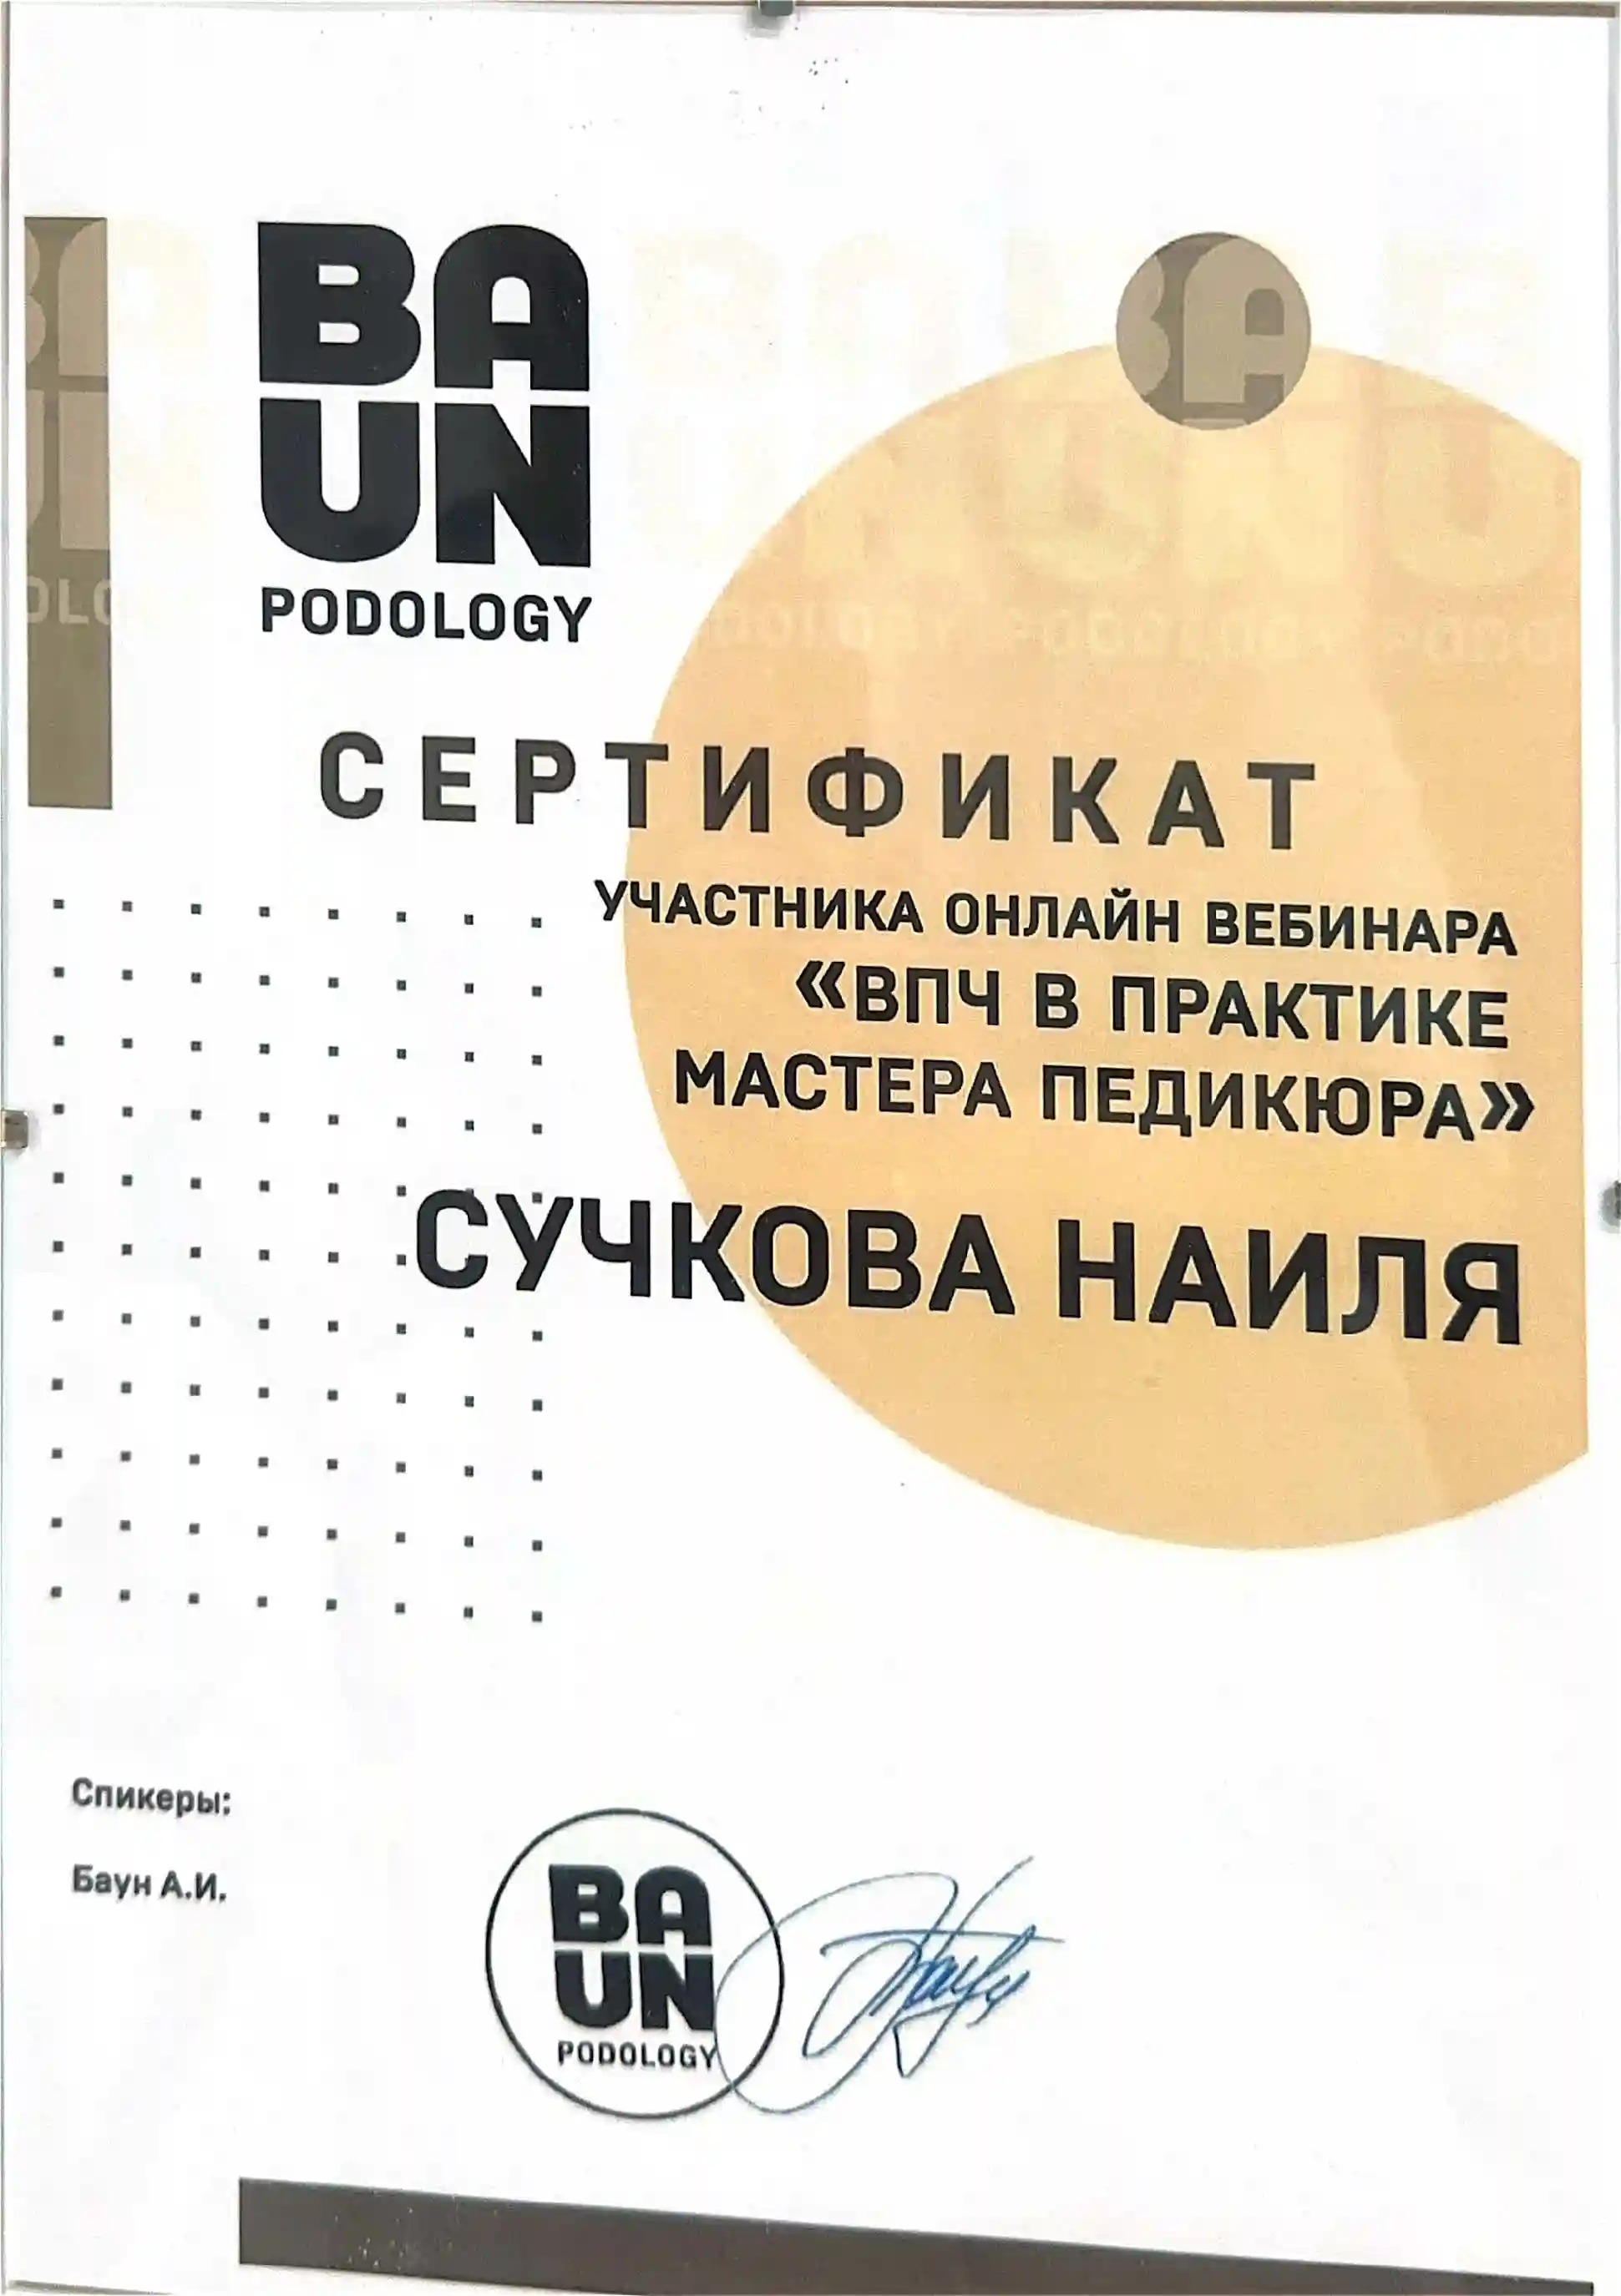 BA
UN
PODOLOGY
СЕРТИФИКАТ
УЧАСТНИКА ОНЛАЙН ВЕБИНАРА
«ВПЧ В ПРАКТИКЕ
МАСТЕРА ПЕДИКЮРА»
СУЧКОВА НАИЛЯ
Спикеры:
Баун А.И.
BA
UN
PODOLOGY